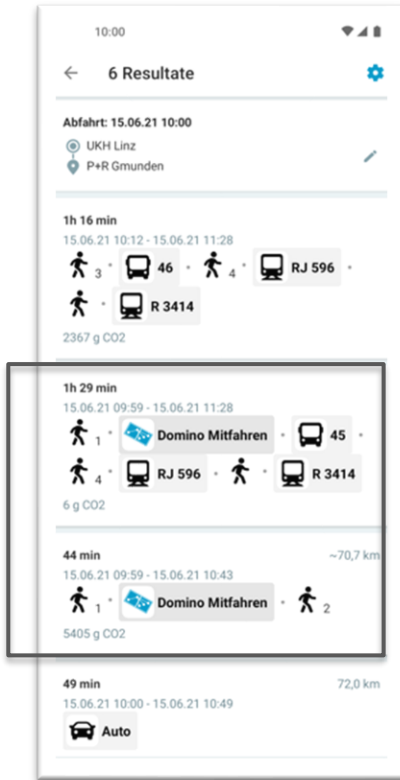 10:00
6 Resultate
Abfahrt: 15.06.21 10:00
UKH Linz
P+R Gmunden
1h 16 min
15.06.21 10:12 - 15.06.21 11:28
3 46 4 RJ 596
R 3414
2367 g CO2
1h 29 min
15.06.21 09:59 - 15.06.21 11:28
1 Domino Mitfahren 45
4 RJ 596 R 3414
6 g CO2
44 min ~70,7 km
15.06.21 09:59 - 15.06.21 10:43
1 Domino Mitfahren 2
5405 g CO2
49 min 72,0 km
15.06.21 10:00 - 15.06.21 10:49
Auto